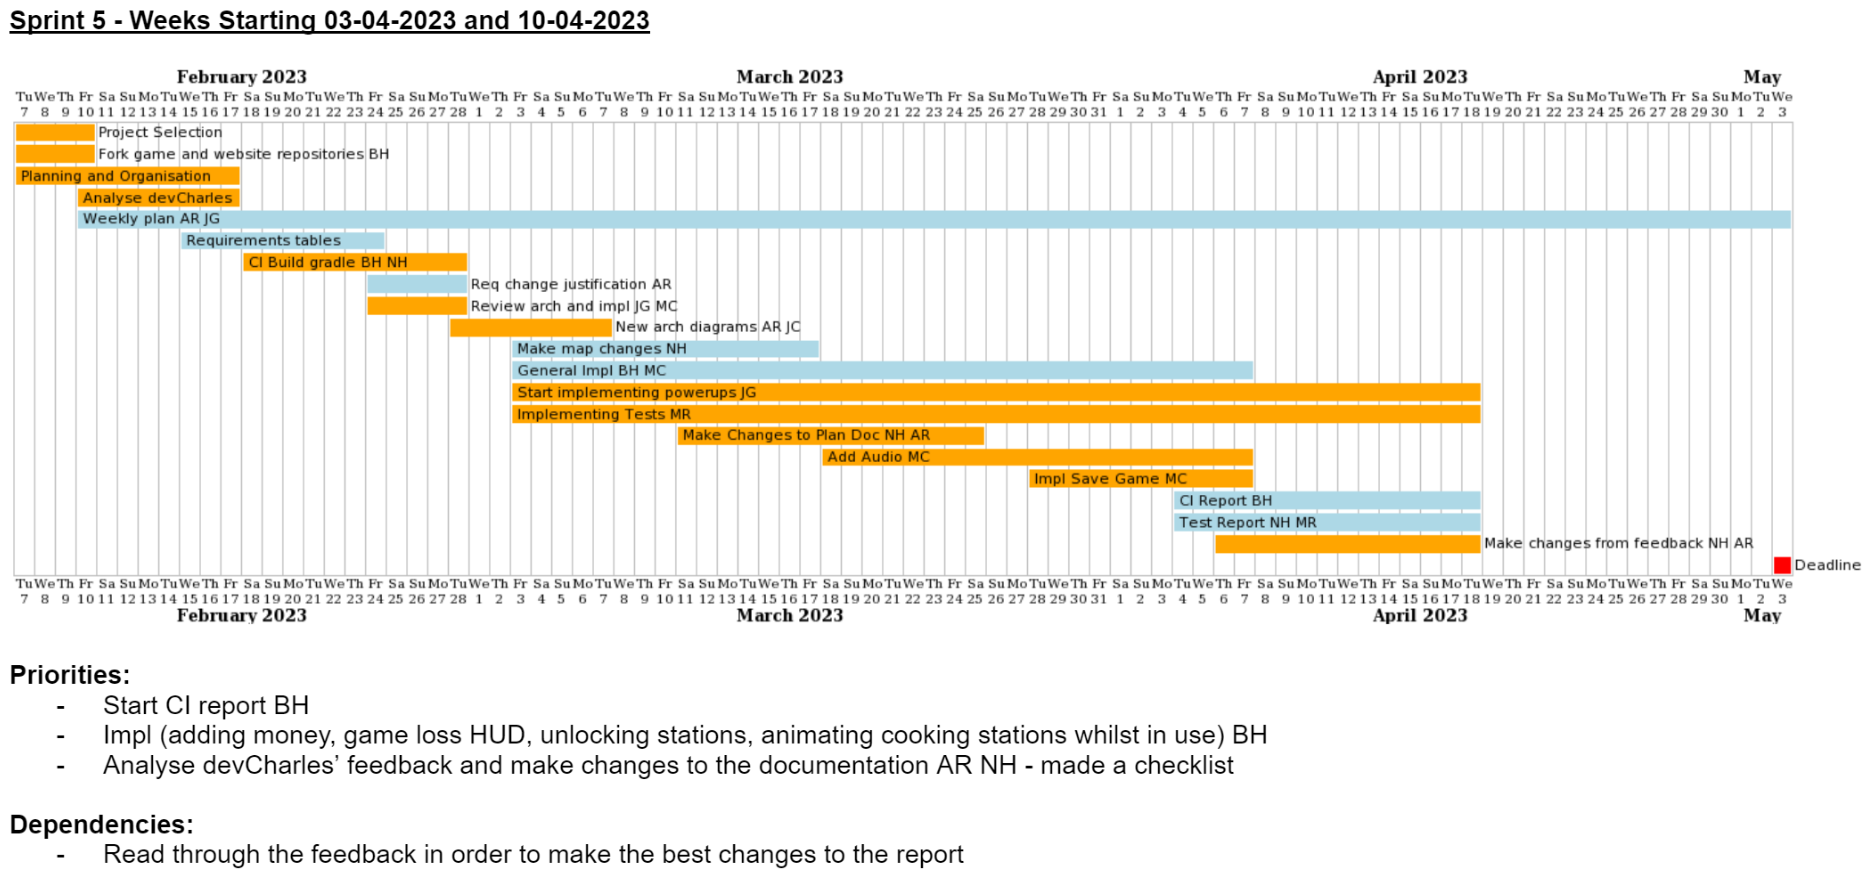 Sprint 5 - Weeks Starting 03-04-2023 and 10-04-2023
February 2023 March 2023 April 2023 May
Tu We Th Fr Sa Su Mo Tu We Th Fr Sa Su Mo Tu We Th Fr Sa Su Mo Tu We Th Fr Sa Su Mo Tu We Th Fr Sa Su Mo Tu We Th Fr Sa Su Mo Tu We Th Fr Sa Su Mo Tu We Th Fr Sa Su Mo Tu We Th Fr Sa Su Mo Tu We Th Fr Sa Su Mo Tu We Th Fr Sa Su Mo Tu We Th Fr Sa Su Mo Tu We
7 8 9 10 11 12 13 14 15 16 17 18 19 20 21 22 23 24 25 26 27 28 1 2 3 4 5 6 7 8 9 10 11 12 13 14 15 16 17 18 19 20 21 22 23 24 25 26 27 28 29 30 31 1 2 3 4 5 6 7 8 9 10 11 12 13 14 15 16 17 18 19 20 21 22 23 24 25 26 27 28 29 30 1 2 3
Project Selection
Fork game and website repositories BH
Planning and Organisation
Analyse devCharles
Weekly plan AR JG
Requirements tables
CI Build gradle BH NH
Req change justification AR
Review arch and impl JG MC
New arch diagrams AR JC
Make map changes NH
General Impl BH MC
Start implementing powerups JG
Implementing Tests MR
Make Changes to Plan Doc NH AR
Add Audio MC
Impl Save Game MC
CI Report BH
Test Report NH MR
Make changes from feedback NH AR
Deadline
Tu We Th Fr Sa Su Mo Tu We Th Fr Sa Su Mo Tu We Th Fr Sa Su Mo Tu We Th Fr Sa Su Mo Tu We Th Fr Sa Su Mo Tu We Th Fr Sa Su Mo Tu We Th Fr Sa Su Mo Tu We Th Fr Sa Su Mo Tu We Th Fr Sa Su Mo Tu We Th Fr Sa Su Mo Tu We Th Fr Sa Su Mo Tu We Th Fr Sa Su Mo Tu We
7 8 9 10 11 12 13 14 15 16 17 18 19 20 21 22 23 24 25 26 27 28 1 2 3 4 5 6 7 8 9 10 11 12 13 14 15 16 17 18 19 20 21 22 23 24 25 26 27 28 29 30 31 1 2 3 4 5 6 7 8 9 10 11 12 13 14 15 16 17 18 19 20 21 22 23 24 25 26 27 28 29 30 1 2 3
February 2023 March 2023 April 2023 May
Priorities:
- Start CI report BH
- Impl (adding money, game loss HUD, unlocking stations, animating cooking stations whilst in use) BH
- Analyse devCharles’ feedback and make changes to the documentation AR NH - made a checklist
Dependencies:
- Read through the feedback in order to make the best changes to the report